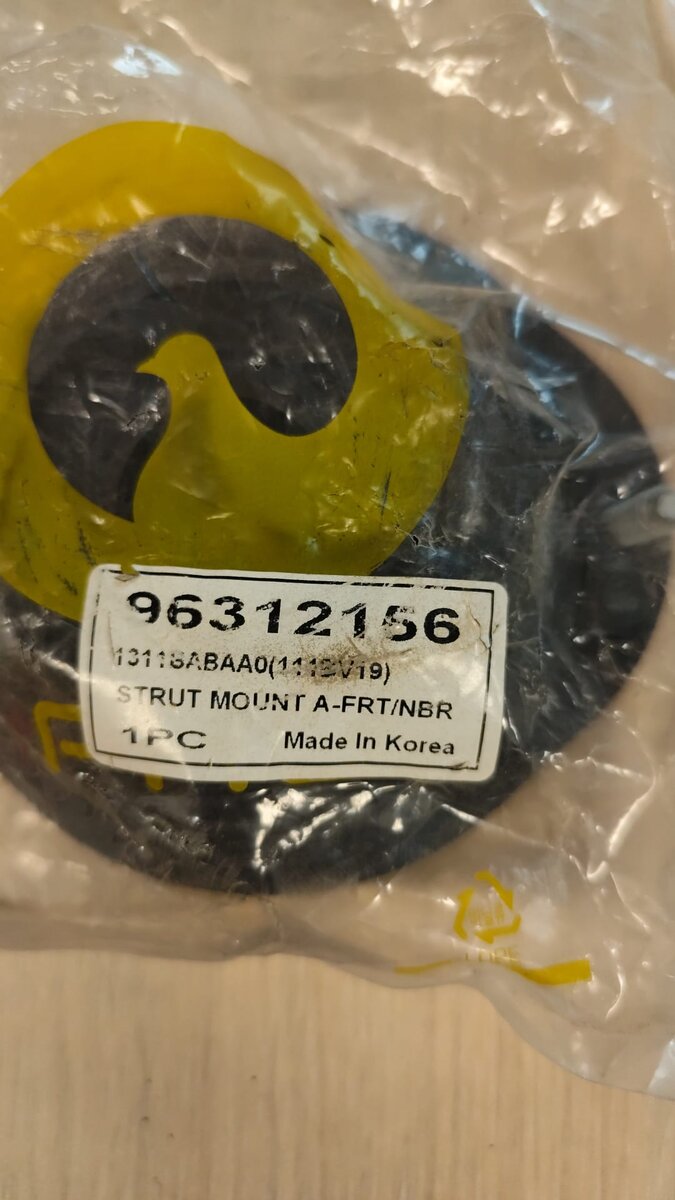 96312156
STRUT MOUNT A-FRT/NBR
1PC Made In Korea